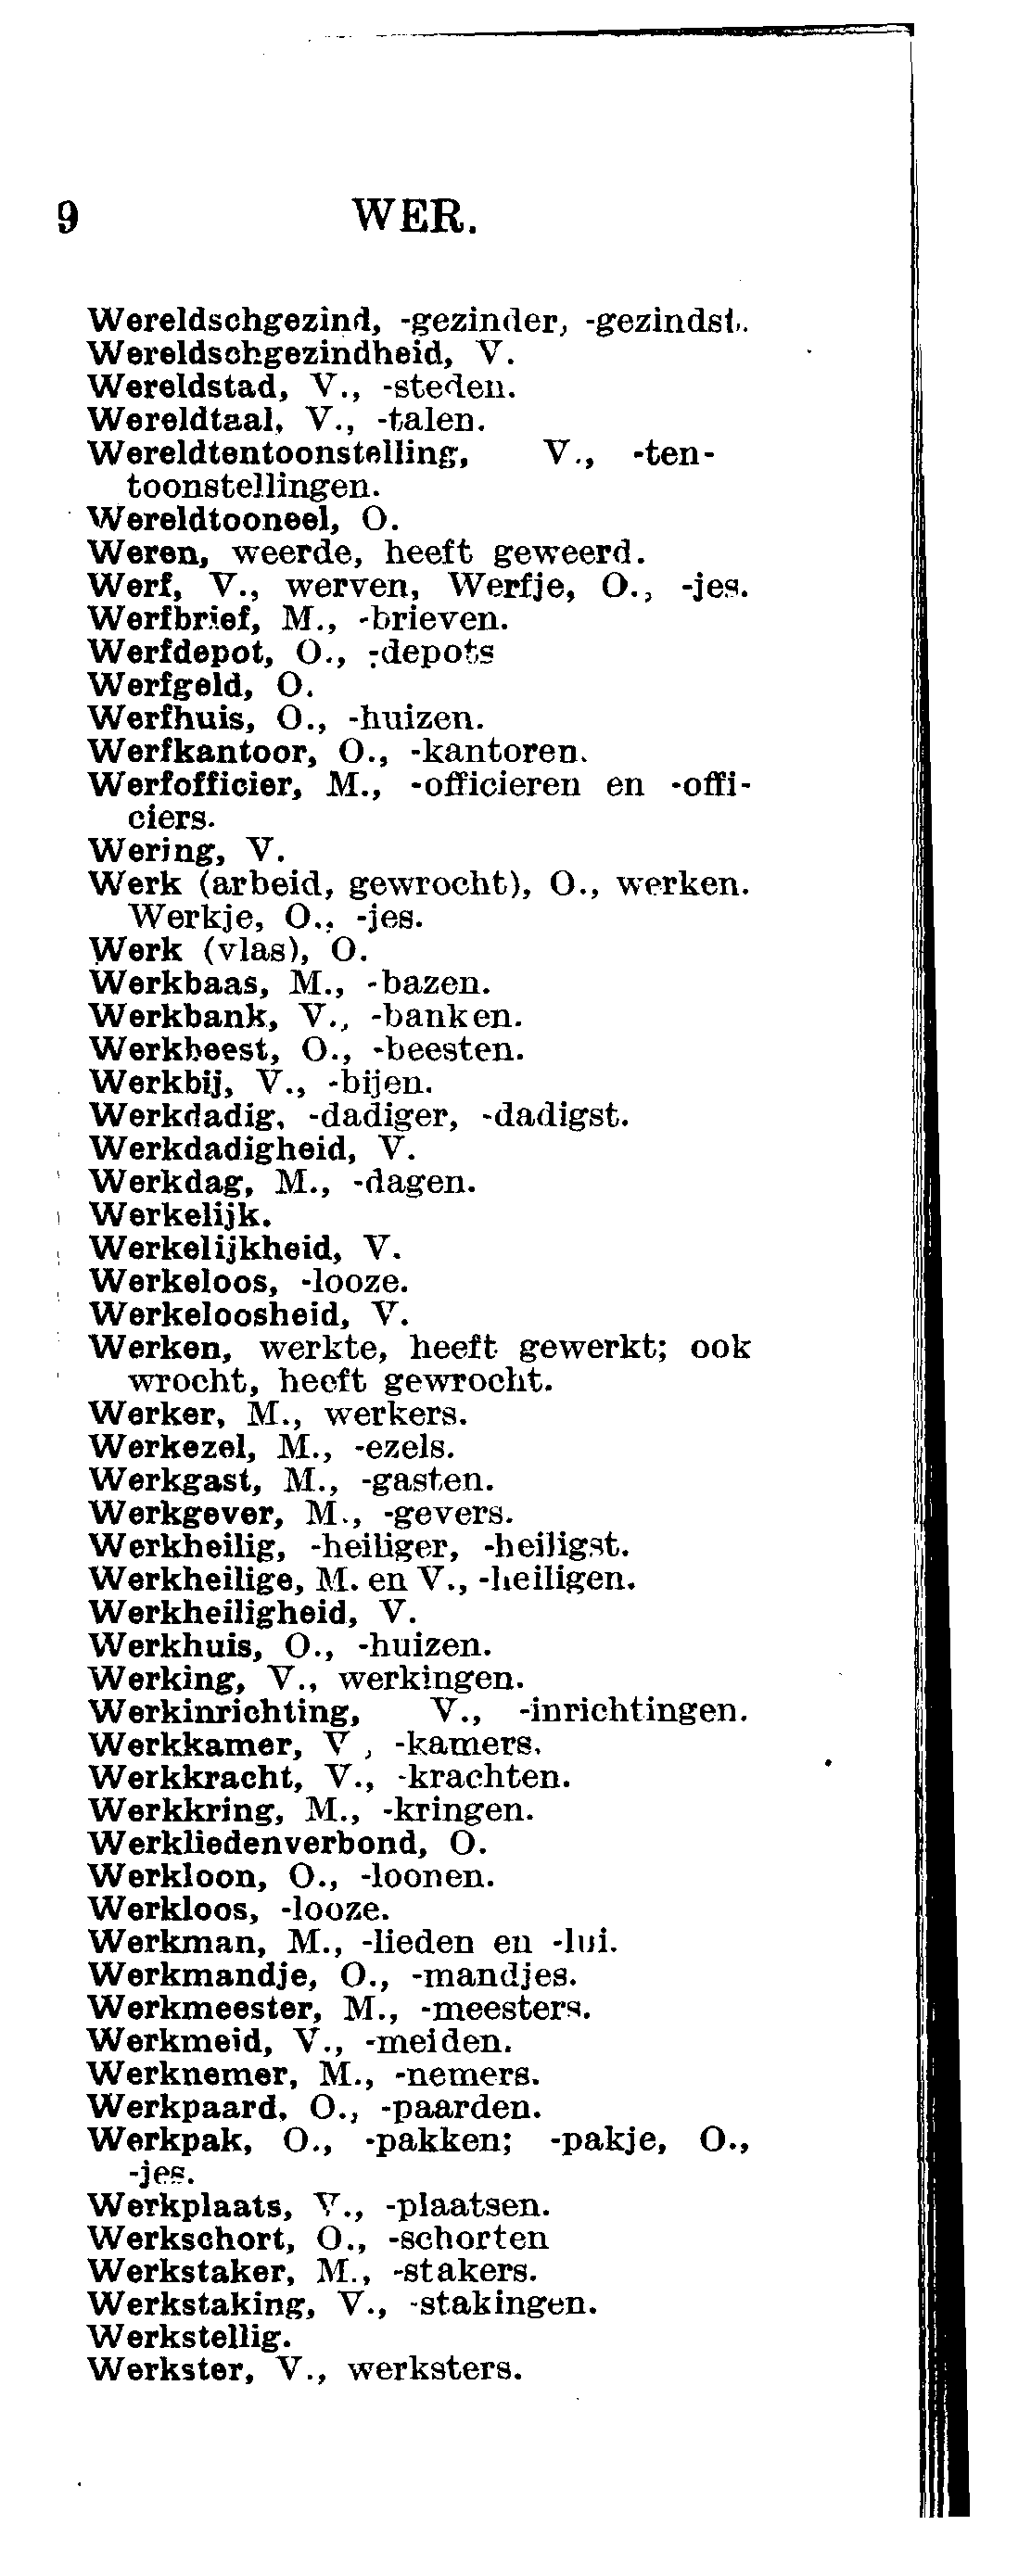 9 WER.
Wereldschgezind, -gezinder, -gezindst.
Wereldschgezindheid, V.
Wereldstad, V., -steden.
Wereldtaal, V., -talen.
Wereldtentoonstelling, V., -ten-
toonstellingen.
Wereldtooneel, O.
Weren, weerde, heeft geweerd.
Werf, V., werven, Werfje, O., -jes.
Werfbrief, M., -brieven.
Werfdepot, O., -depots
Werfgeld, O.
Werfhuis, O., -huizen.
Werfkantoor, O., -kantoren.
Werfofficier, M., -officieren en -offi-
ciers.
Wering, V.
Werk (arbeid, gewrocht), O., werken.
Werkje, O., -jes.
Werk (vlas), O.
Werkbaas, M., -bazen.
Werkbank, V., -banken.
Werkbeest, O., -beesten.
Werkbij, V., -bijen.
Werkdadig, -dadiger, -dadigst.
Werkdadigheid, V.
Werkdag, M., -dagen.
Werkelijk.
Werkelijkheid, V.
Werkeloos, -looze.
Werkeloosheid, V.
Werken, werkte, heeft gewerkt; ook
wrocht, heeft gewrocht.
Werker, M., werkers.
Werkezel, M., -ezels.
Werkgast, M., -gasten.
Werkgever, M., -gevers.
Werkheilig, -heiliger, -heiligst.
Werkheilige, M. en V., -heiligen.
Werkheiligheid, V.
Werkhuis, O., -huizen.
Werking, V., werkingen.
Werkinrichting, V., -inrichtingen.
Werkkamer, V , -kamers.
Werkkracht, V., -krachten.
Werkkring, M., -kringen.
Werkliedenverbond, O.
Werkloon, O., -loonen.
Werkloos, -looze.
Werkman, M., -lieden en -lui.
Werkmandje, O., -mandjes.
Werkmeester, M., -meesters.
Werkmeid, V., -meiden.
Werknemer, M., -nemers.
Werkpaard, O., -paarden.
Werkpak, O., -pakken; -pakje, O.,
-jes.
Werkplaats, V., -plaatsen.
Werkschort, O., -schorten
Werkstaker, M., -stakers.
Werkstaking, V., -stakingen.
Werkstellig.
Werkster, V., werksters.